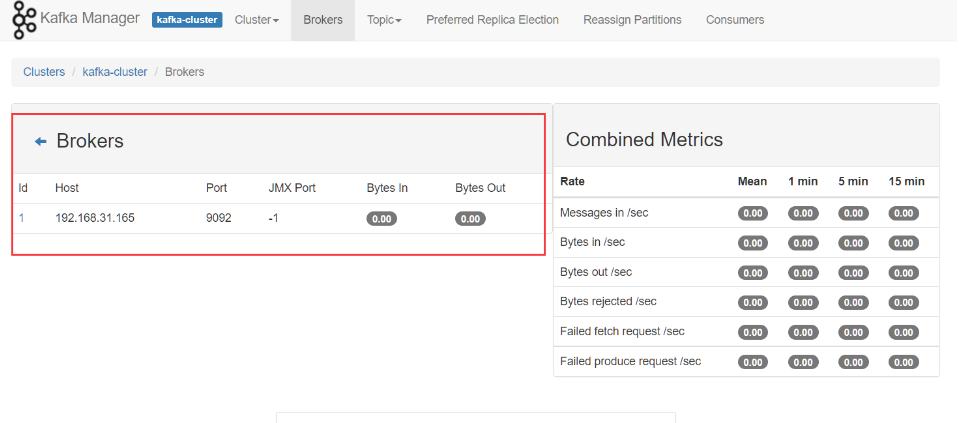 Kafka Manager kafka-cluster Cluster Brokers Topic Preferred Replica Election Reassign Partitions Consumers
Clusters / kafka-cluster / Brokers
Brokers
Id Host Port JMX Port Bytes In Bytes Out
1 192.168.31.165 9092 -1 0.00 0.00
Combined Metrics
Rate Mean 1 min 5 min 15 min
Messages in /sec 0.00 0.00 0.00 0.00
Bytes in /sec 0.00 0.00 0.00 0.00
Bytes out /sec 0.00 0.00 0.00 0.00
Bytes rejected /sec 0.00 0.00 0.00 0.00
Failed fetch request /sec 0.00 0.00 0.00 0.00
Failed produce request /sec 0.00 0.00 0.00 0.00